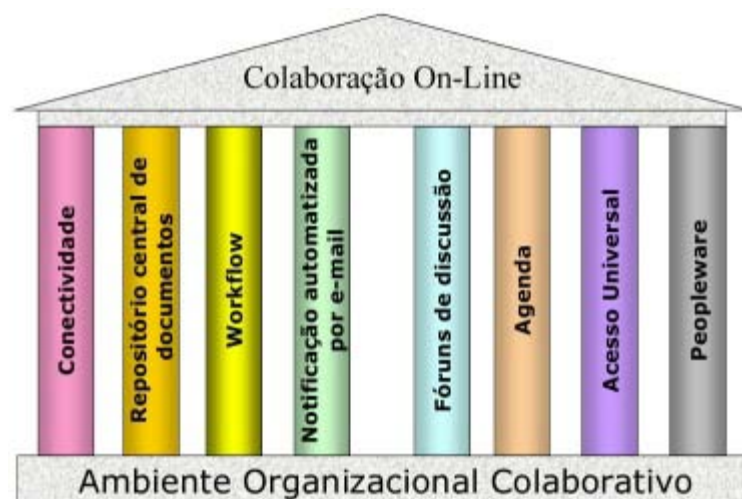 Colaboração On-Line
Conectividade
Repositório central de
documentos
Workflow
Notificação automatizada
por e-mail
Fóruns de discussão
Agenda
Acesso Universal
Peopleware
Ambiente Organizacional Colaborativo